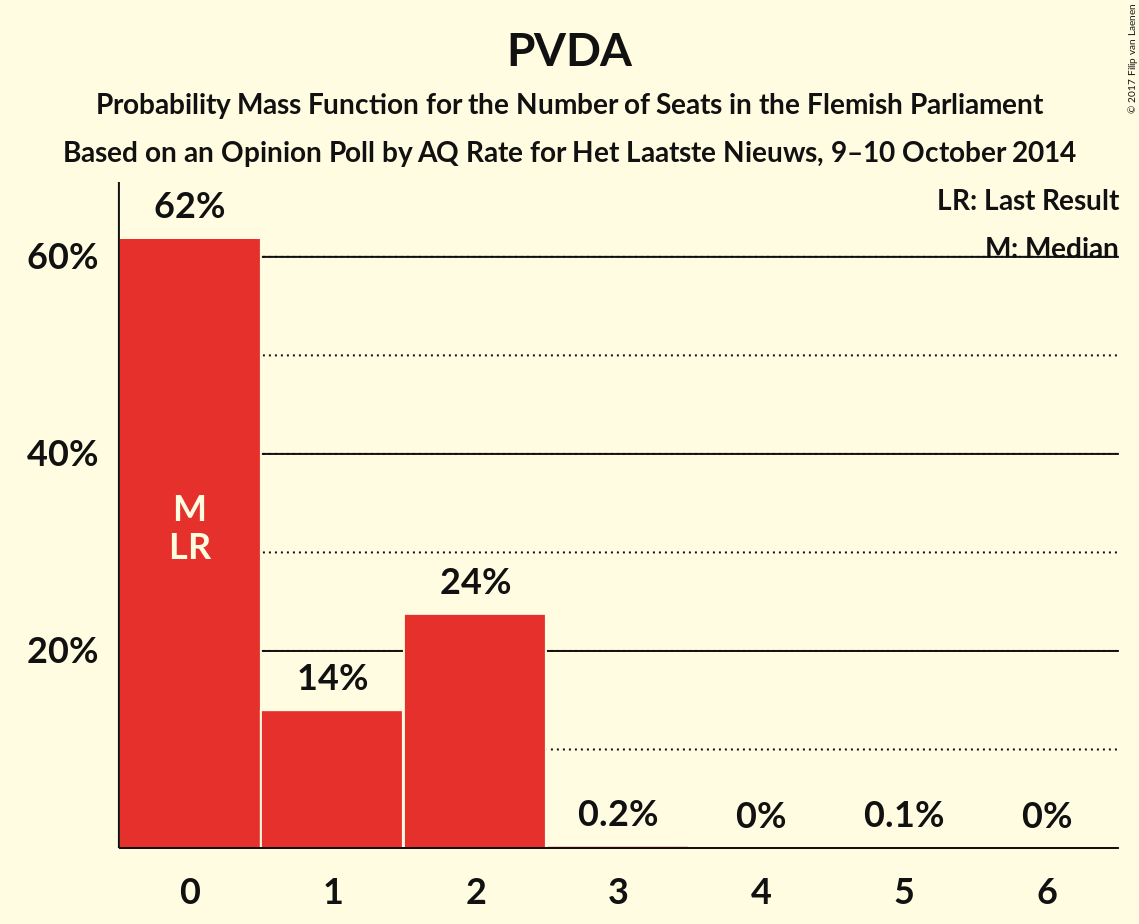 PVDA
Probability Mass Function for the Number of Seats in the Flemish Parliament
Based on an Opinion Poll by AQ Rate for Het Laatste Nieuws, 9–10 October 2014
© 2017 Filip van Laenen
LR: Last Result
M: Median
62%
60%
40%
M
LR
24%
20%
14%
0.2%
0%
0.1%
0%
0
1
2
3
4
5
6